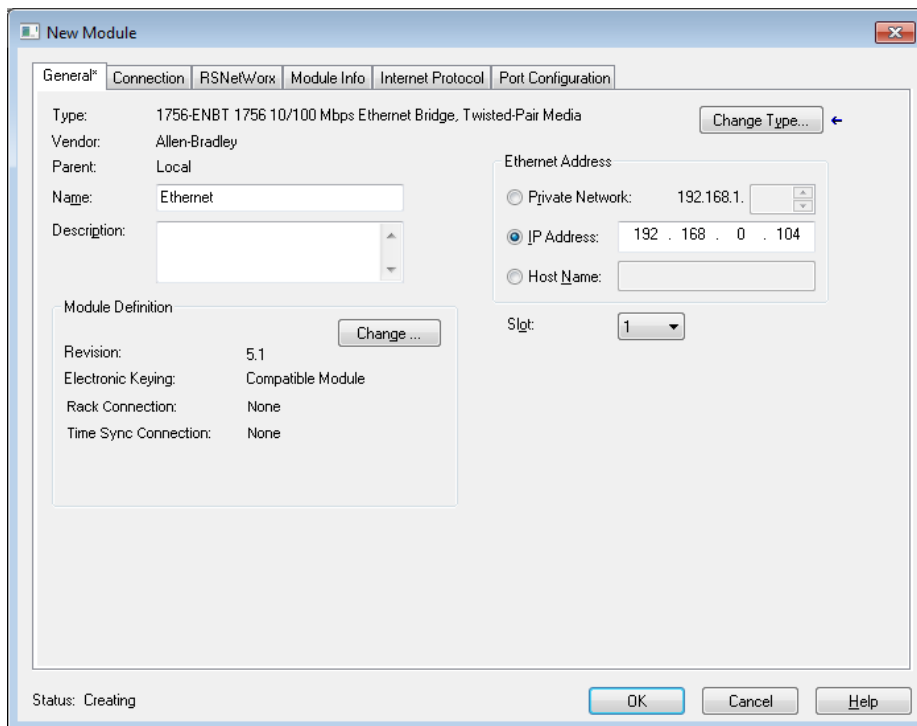 New Module
General* Connection RSNetWorx Module Info Internet Protocol Port Configuration
Type: 1756-ENBT 1756 10/100 Mbps Ethernet Bridge, Twisted-Pair Media Change Type...
Vendor: Allen-Bradley
Parent: Local
Name: Ethernet
Description:
Ethernet Address
Private Network: 192.168.1.
IP Address: 192 . 168 . 0 . 104
Host Name:
Slot: 1
Module Definition
Change ...
Revision: 5.1
Electronic Keying: Compatible Module
Rack Connection: None
Time Sync Connection: None
Status: Creating OK Cancel Help